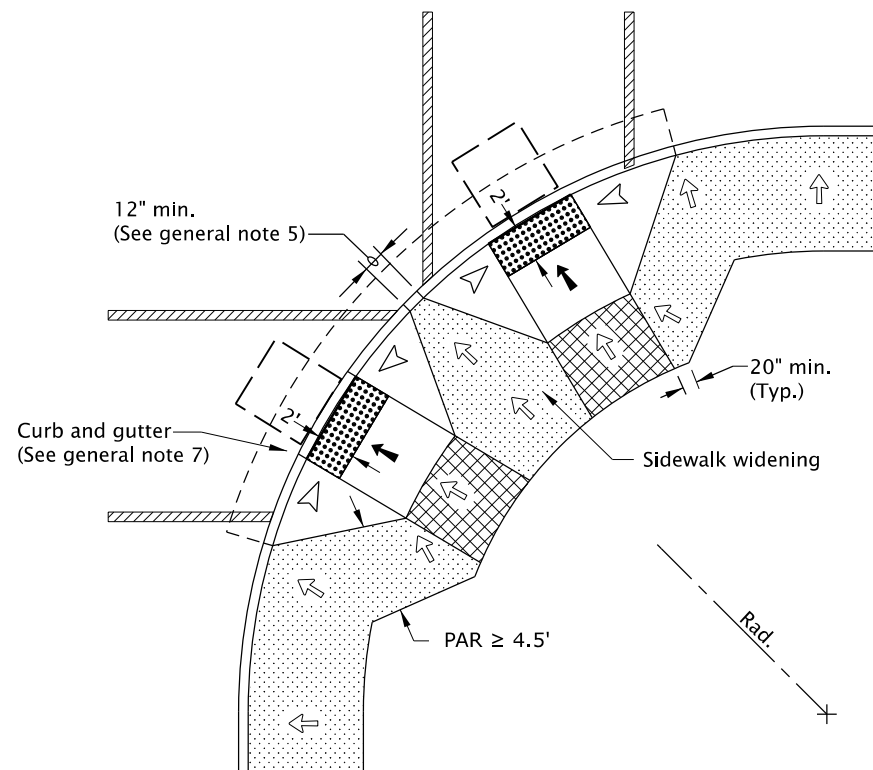 2'
12" min.
(See general note 5)
20" min.
(Typ.)
2'
Curb and gutter
(See general note 7)
Sidewalk widening
Rad.
PAR ≥ 4.5'